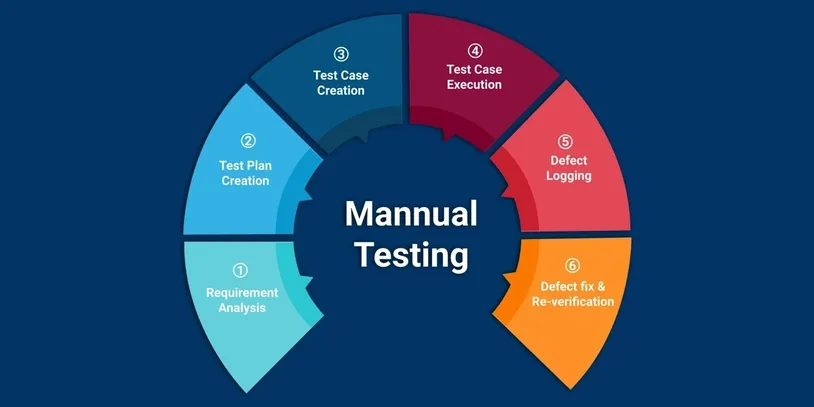 ①
Requirement
Analysis
②
Test Plan
Creation
③
Test Case
Creation
④
Test Case
Execution
⑤
Defect
Logging
⑥
Defect fix &
Re-verification
Mannual
Testing